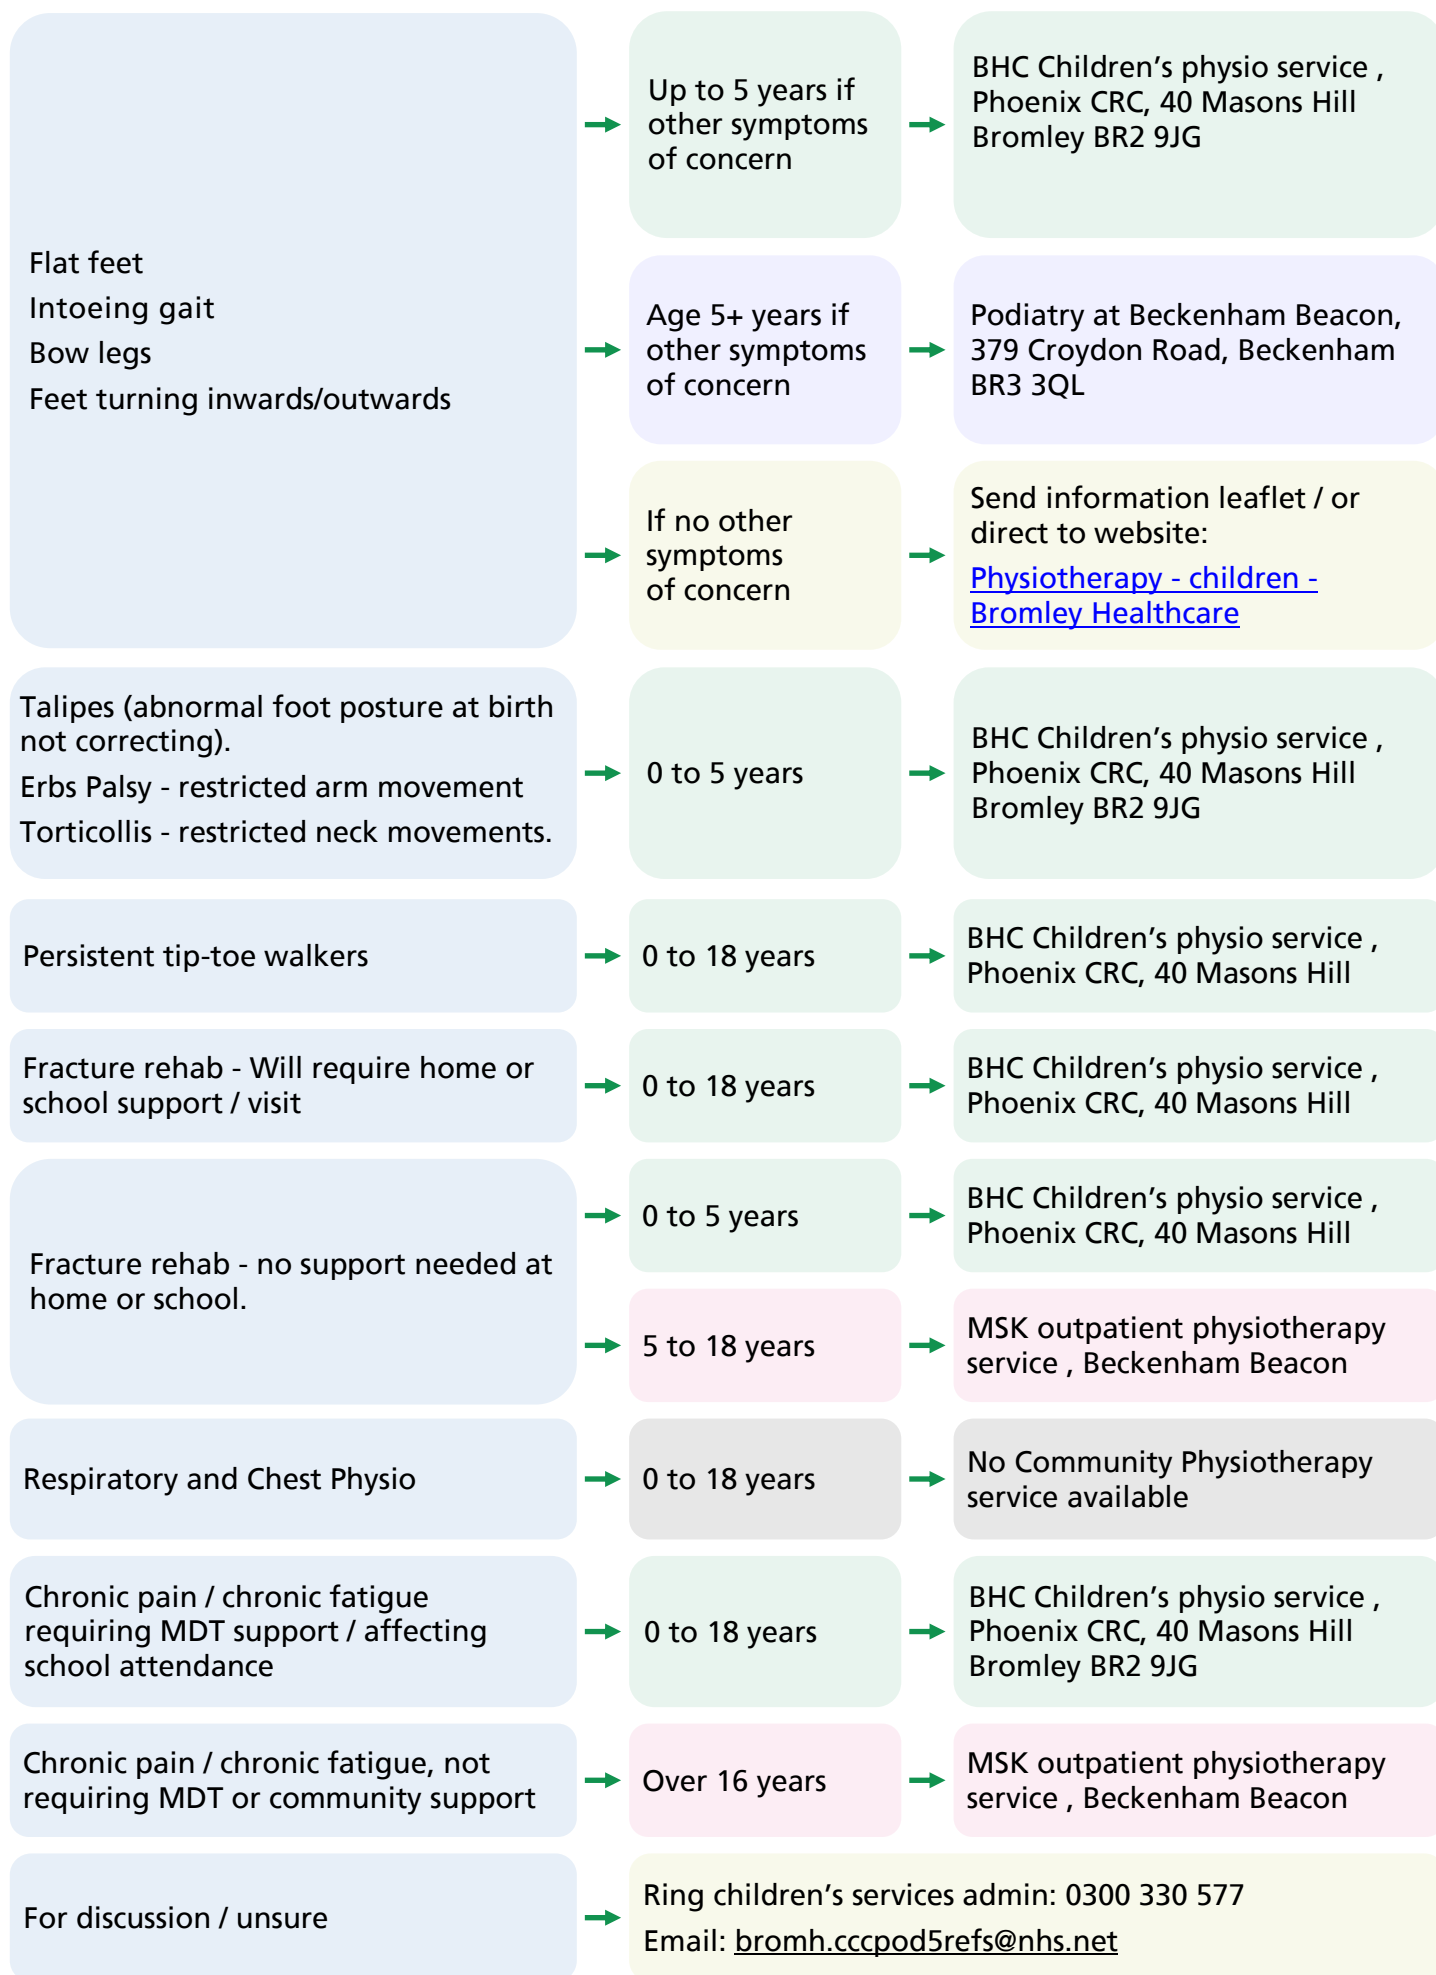 Flat feet
Intoeing gait
Bow legs
Feet turning inwards/outwards
Up to 5 years if
other symptoms
of concern
BHC Children’s physio service ,
Phoenix CRC, 40 Masons Hill
Bromley BR2 9JG
Age 5+ years if
other symptoms
of concern
Podiatry at Beckenham Beacon,
379 Croydon Road, Beckenham
BR3 3QL
If no other
symptoms
of concern
Send information leaflet / or
direct to website:
Physiotherapy - children -
Bromley Healthcare
Talipes (abnormal foot posture at birth
not correcting).
Erbs Palsy - restricted arm movement
Torticollis - restricted neck movements.
0 to 5 years
BHC Children’s physio service ,
Phoenix CRC, 40 Masons Hill
Bromley BR2 9JG
Persistent tip-toe walkers
0 to 18 years
BHC Children’s physio service ,
Phoenix CRC, 40 Masons Hill
Fracture rehab - Will require home or
school support / visit
0 to 18 years
BHC Children’s physio service ,
Phoenix CRC, 40 Masons Hill
Fracture rehab - no support needed at
home or school.
0 to 5 years
BHC Children’s physio service ,
Phoenix CRC, 40 Masons Hill
5 to 18 years
MSK outpatient physiotherapy
service , Beckenham Beacon
Respiratory and Chest Physio
0 to 18 years
No Community Physiotherapy
service available
Chronic pain / chronic fatigue
requiring MDT support / affecting
school attendance
0 to 18 years
BHC Children’s physio service ,
Phoenix CRC, 40 Masons Hill
Bromley BR2 9JG
Chronic pain / chronic fatigue, not
requiring MDT or community support
Over 16 years
MSK outpatient physiotherapy
service , Beckenham Beacon
For discussion / unsure
Ring children’s services admin: 0300 330 577
Email: bromh.cccpod5refs@nhs.net